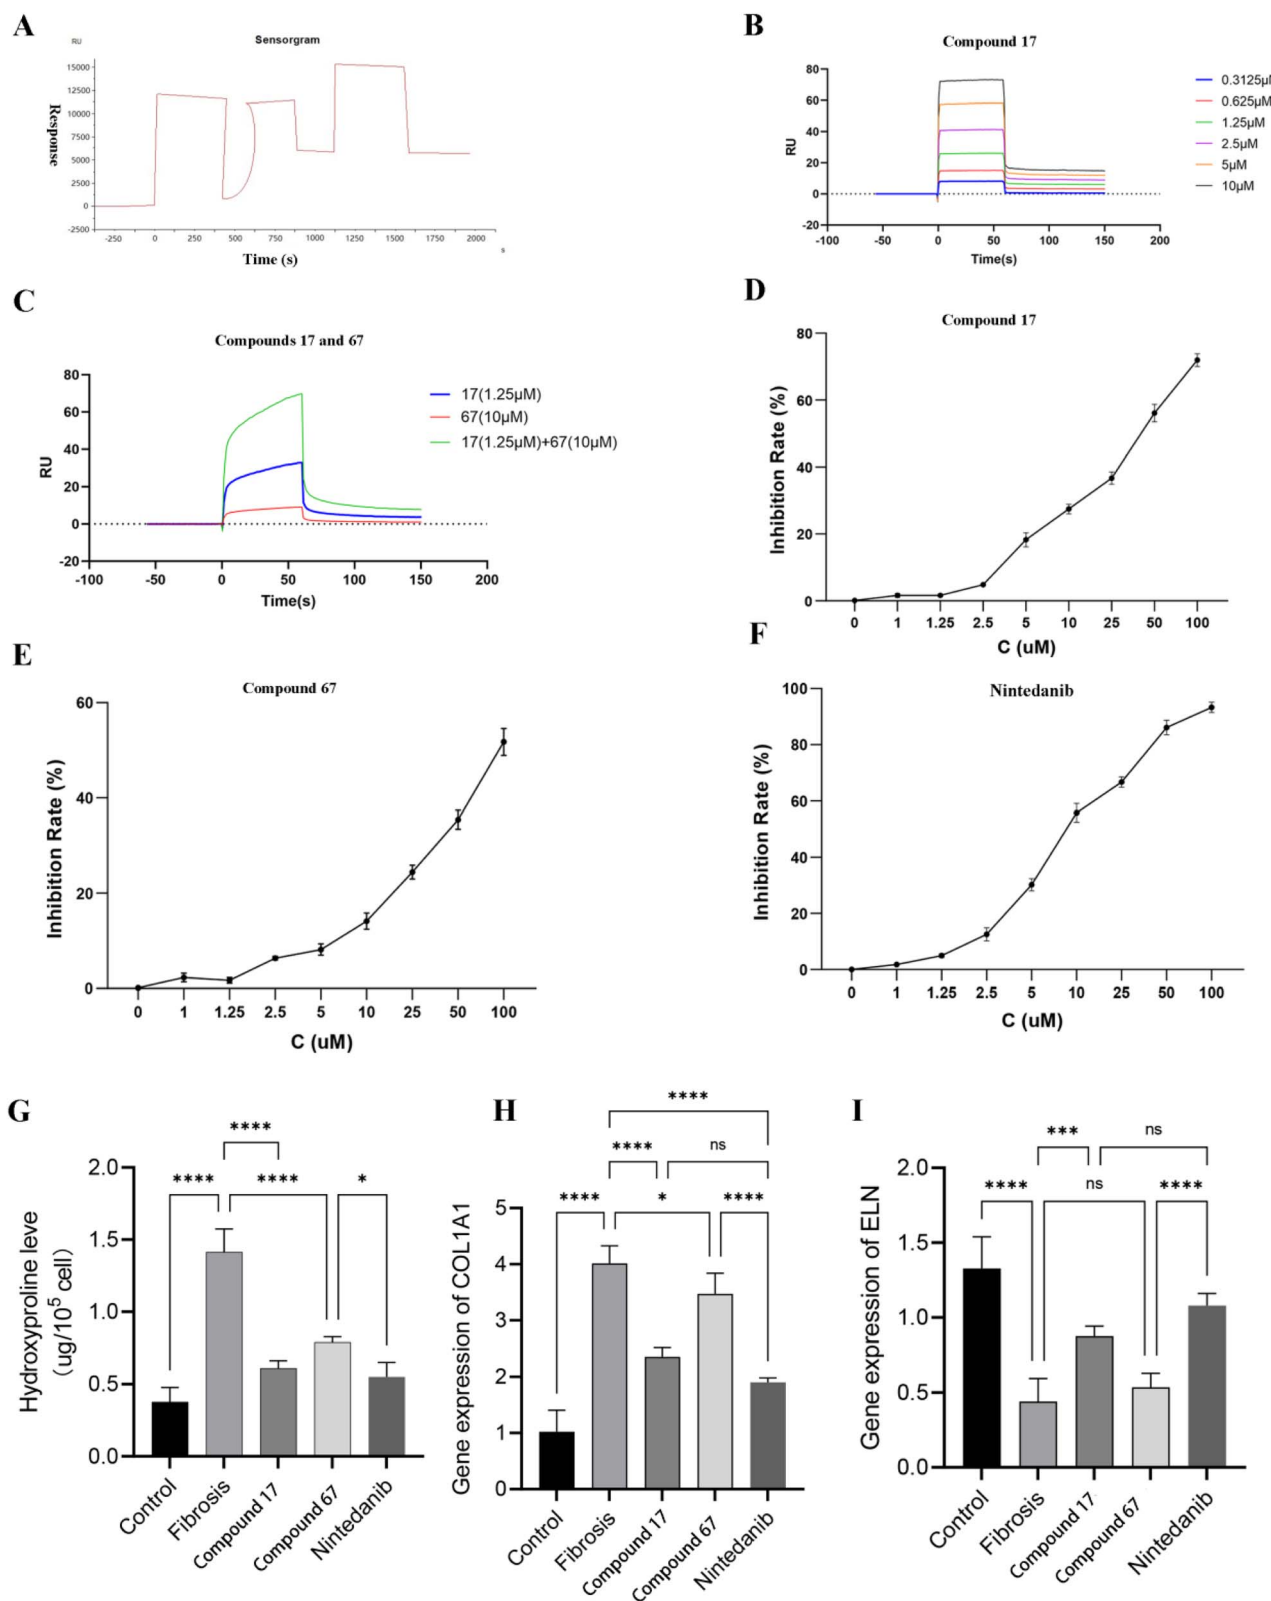 A
RU
Sensorgram
15000
12500
10000
7500
5000
2500
0
-2500
Response
-250 0 250 500 750 1000 1250 1500 1750 2000
s
Time (s)
B
Compound 17
80
60
40
20
0
-20
RU
-100 -50 0 50 100 150 200
Time(s)
0.3125μM
0.625μM
1.25μM
2.5μM
5μM
10μM
C
Compounds 17 and 67
80
60
40
20
0
-20
RU
-100 -50 0 50 100 150 200
Time(s)
17(1.25μM)
67(10μM)
17(1.25μM)+67(10μM)
D
Compound 17
80
60
40
20
0
Inhibition Rate (%)
0 1 1.25 2.5 5 10 25 50 100
C (uM)
E
Compound 67
60
40
20
0
Inhibition Rate (%)
0 1 1.25 2.5 5 10 25 50 100
C (uM)
F
Nintedanib
100
80
60
40
20
0
Inhibition Rate (%)
0 1 1.25 2.5 5 10 25 50 100
C (uM)
G
****
**** **** *
2.0
1.5
1.0
0.5
0.0
Hydroxyproline leve
(ug/10⁵ cell)
Control Fibrosis Compound 17 Compound 67 Nintedanib
H
****
**** ns
**** * ****
5
4
3
2
1
0
Gene expression of COL1A1
Control Fibrosis Compound 17 Compound 67 Nintedanib
I
*** ns
**** ns ****
2.0
1.5
1.0
0.5
0.0
Gene expression of ELN
Control Fibrosis Compound 17 Compound 67 Nintedanib